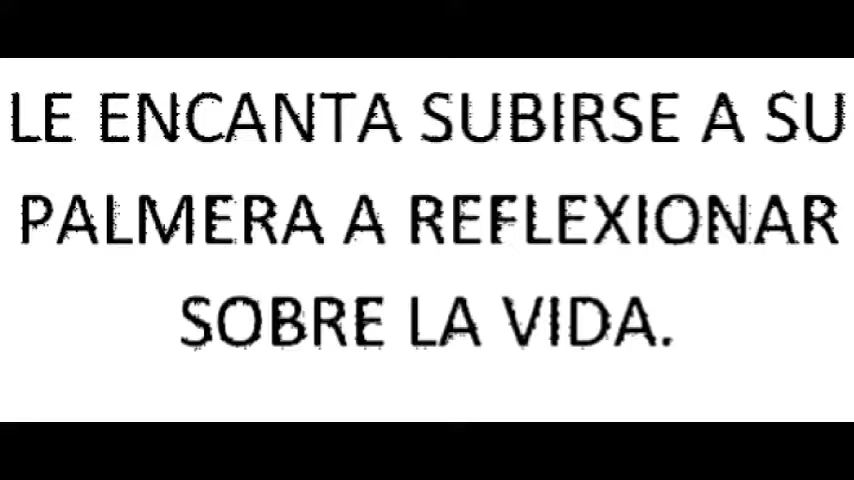 LE ENCANTA SUBIRSE A SU
PALMERA A REFLEXIONAR
SOBRE LA VIDA.